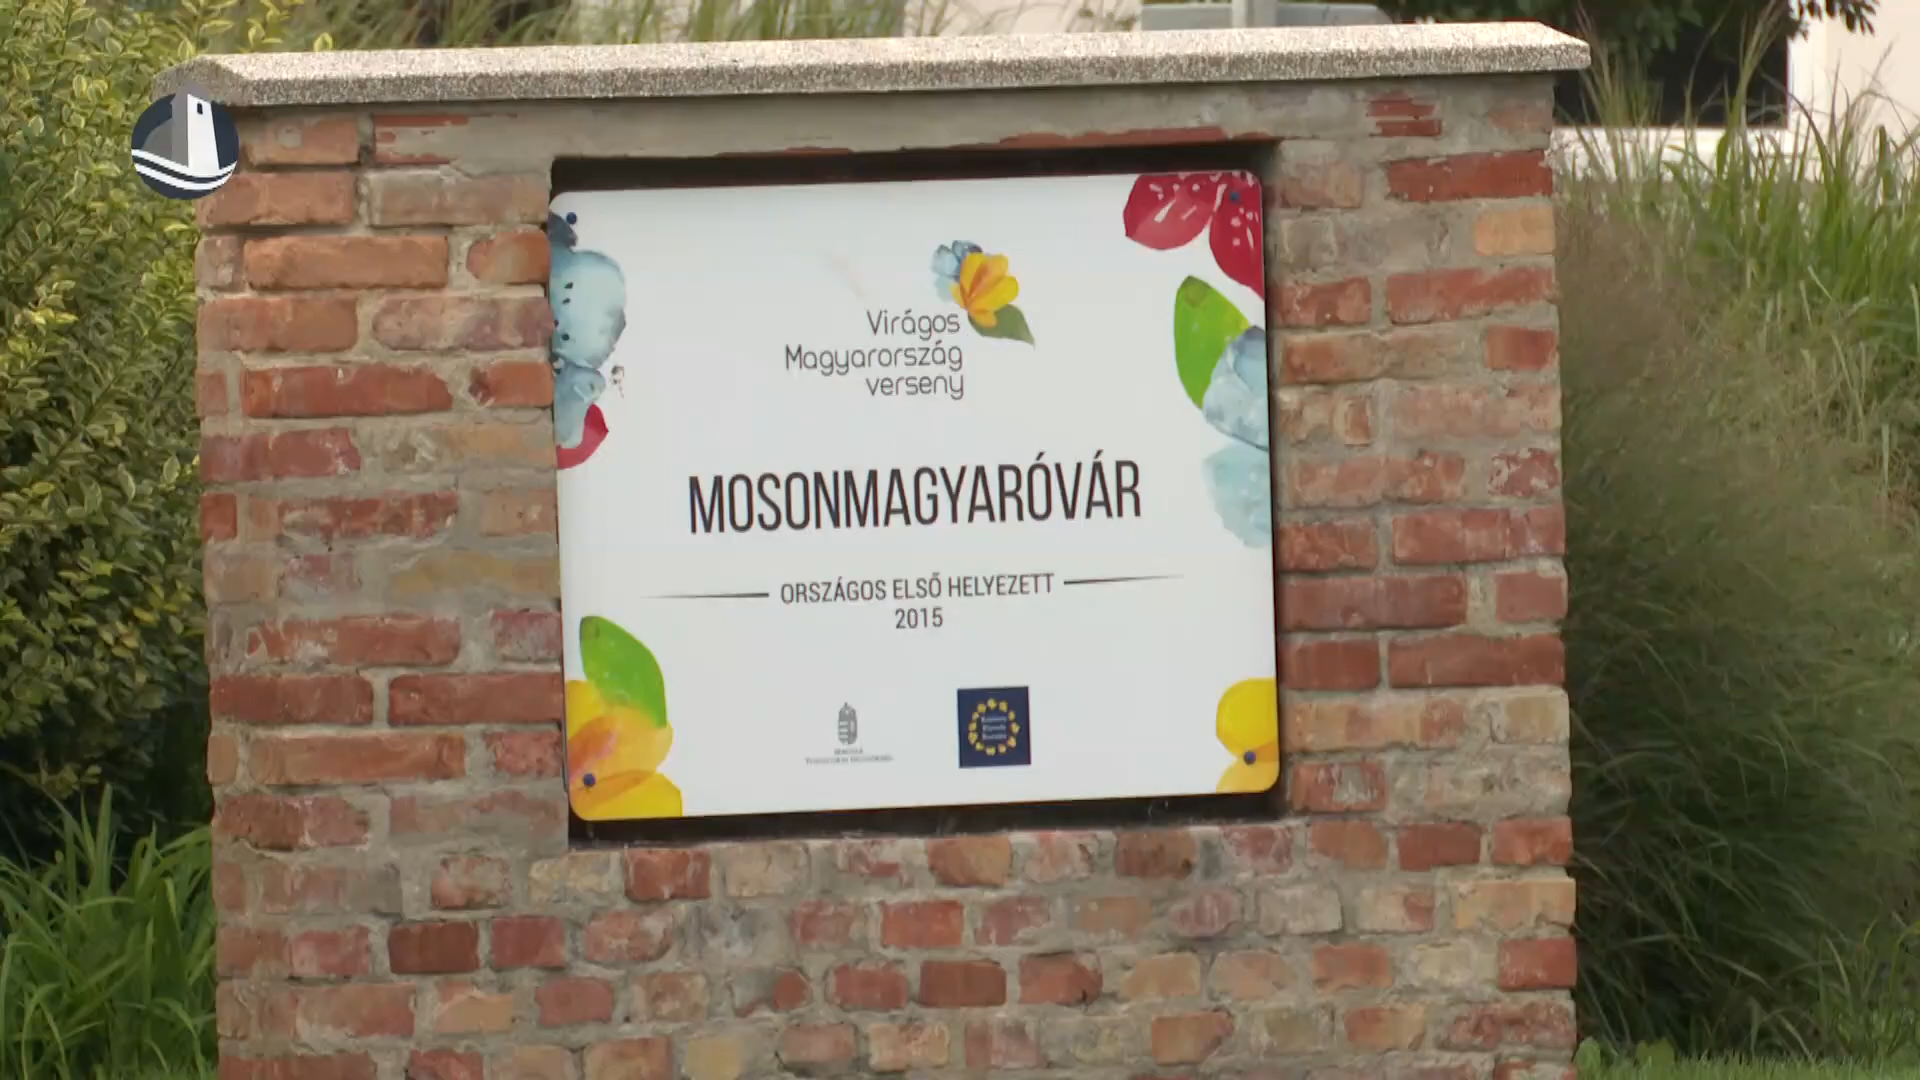 Virágos
Magyarország
verseny
MOSONMAGYARÓVÁR
ORSZÁGOS ELSŐ HELYEZETT
2015